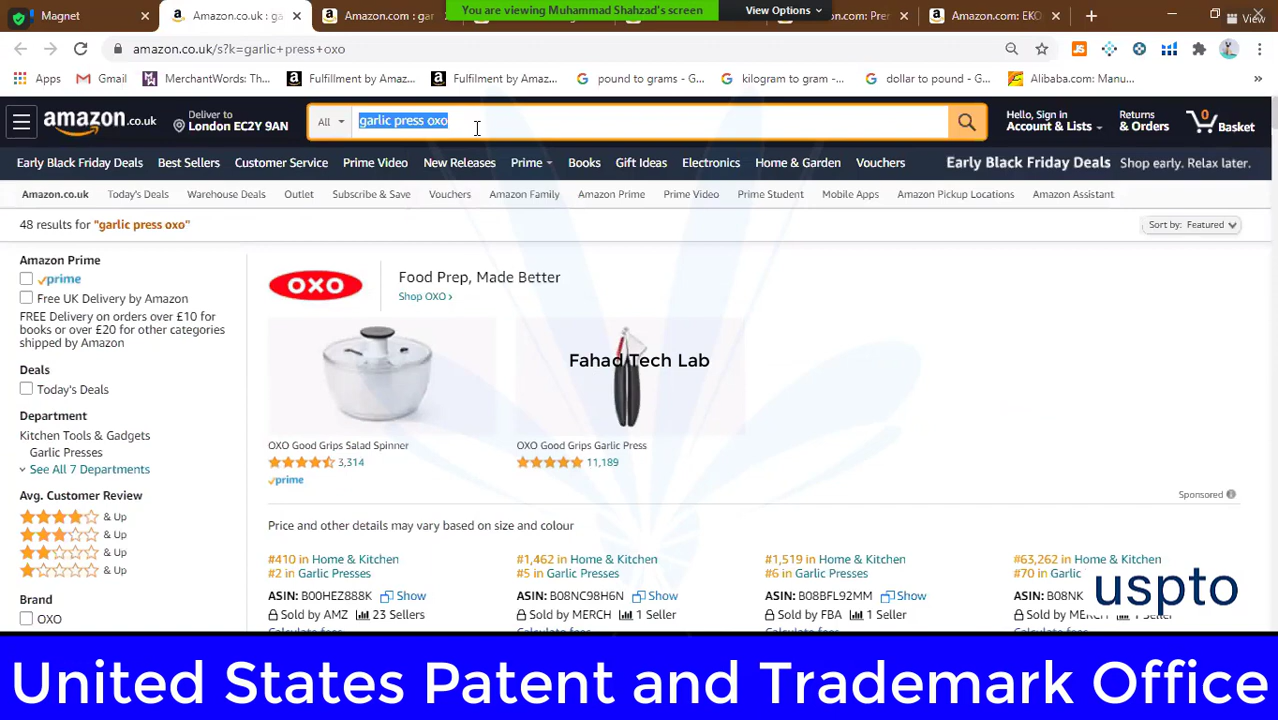 You are viewing Muhammad Shahzad's screen
View Options
Magnet
Amazon.co.uk : ga
Amazon.com : gar
.com: Prer
Amazon.com: EKO
View
amazon.co.uk/s?k=garlic+press+oxo
Apps
Gmail
MerchantWords: Th...
Fulfillment by Amaz...
Fulfilment by Amaz...
pound to grams - G...
kilogram to gram -...
dollar to pound - G...
Alibaba.com: Manu...
amazon.co.uk
Deliver to
London EC2Y 9AN
All
garlic press oxo
Hello, Sign in
Account & Lists
Returns
& Orders
0
Basket
Early Black Friday Deals
Best Sellers
Customer Service
Prime Video
New Releases
Prime
Books
Gift Ideas
Electronics
Home & Garden
Vouchers
Early Black Friday Deals Shop early. Relax later.
Amazon.co.uk
Today's Deals
Warehouse Deals
Outlet
Subscribe & Save
Vouchers
Amazon Family
Amazon Prime
Prime Video
Prime Student
Mobile Apps
Amazon Pickup Locations
Amazon Assistant
48 results for "garlic press oxo"
Sort by: Featured
Amazon Prime
prime
Free UK Delivery by Amazon
FREE Delivery on orders over £10 for
books or over £20 for other categories
shipped by Amazon
Deals
Today's Deals
Department
Kitchen Tools & Gadgets
Garlic Presses
See All 7 Departments
Avg. Customer Review
& Up
& Up
& Up
& Up
Brand
OXO
OXO
Food Prep, Made Better
Shop OXO ›
Fahad Tech Lab
OXO Good Grips Salad Spinner
3,314
prime
OXO Good Grips Garlic Press
11,189
Sponsored
Price and other details may vary based on size and colour
#410 in Home & Kitchen
#2 in Garlic Presses
ASIN: B00HEZ888K Show
Sold by AMZ 23 Sellers
#1,462 in Home & Kitchen
#5 in Garlic Presses
ASIN: B08NC98H6N Show
Sold by MERCH 1 Seller
#1,519 in Home & Kitchen
#6 in Garlic Presses
ASIN: B08BFL92MM Show
Sold by FBA 1 Seller
#63,262 in Home & Kitchen
#70 in Garlic
ASIN: B08NK
Sold by MERCH 1 Seller
uspto
United States Patent and Trademark Office